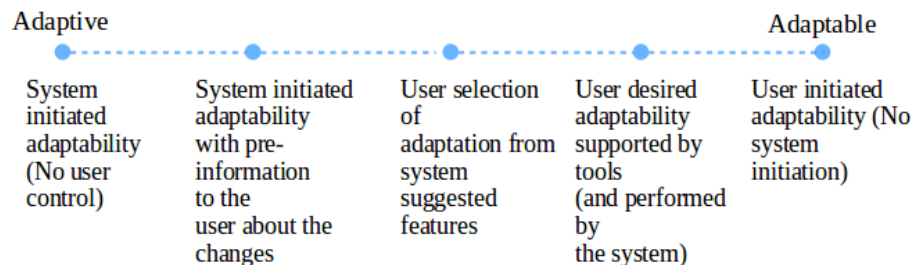 Adaptive
Adaptable
System
initiated
adaptability
(No user
control)
System initiated
adaptability
with pre-
information
to the
user about the
changes
User selection
of
adaptation from
system
suggested
features
User desired
adaptability
supported by
tools
(and performed
by
the system)
User initiated
adaptability (No
system
initiation)